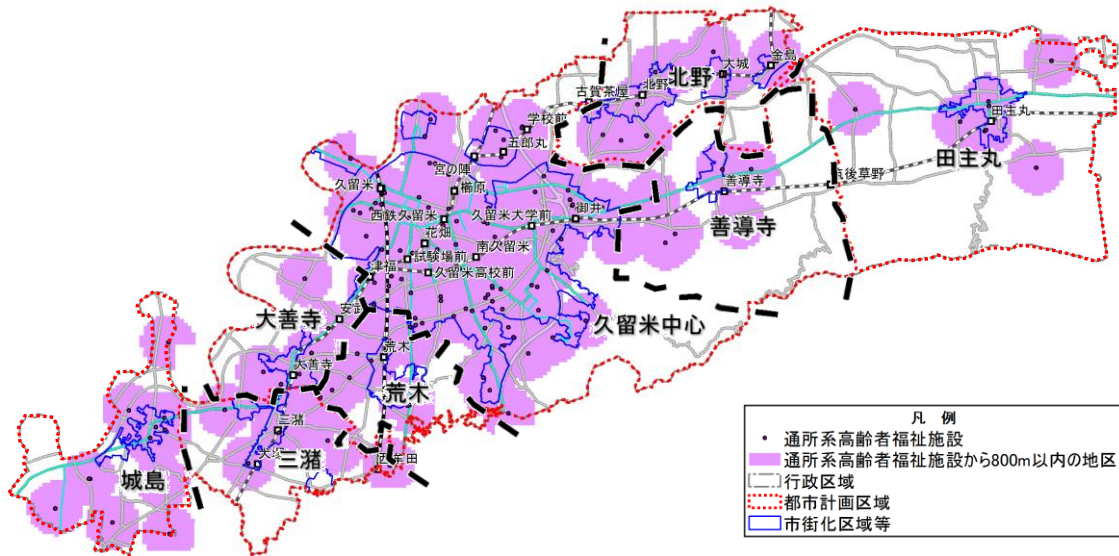 金島
大城
北野
北野
古賀茶屋
学校前
五郎丸
田主丸
田主丸
宮の陣
久留米
櫛原
善導寺
筑後草野
西鉄久留米
久留米大学前
御井
善導寺
花畑
南久留米
試験場前
津福
久留米高校前
安武
大善寺
久留米中心
荒木
大善寺
荒木
三潴
大塚
三潴
西牟田
城島
凡例
通所系高齢者福祉施設
通所系高齢者福祉施設から800m以内の地区
行政区域
都市計画区域
市街化区域等